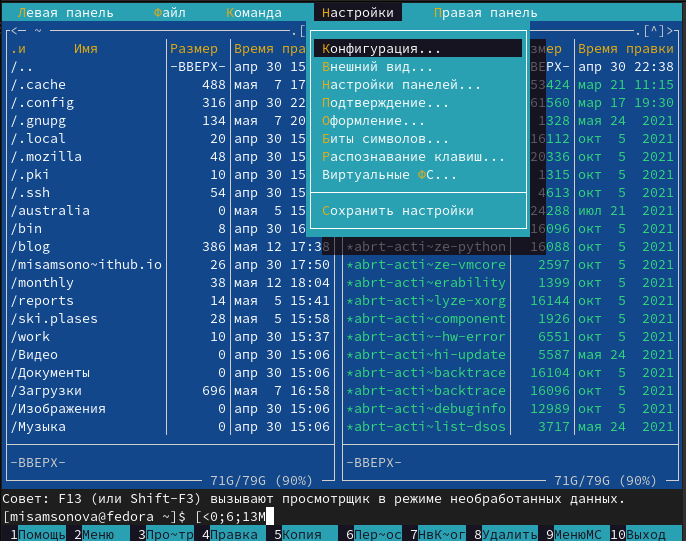 Левая панель Файл Команда Настройки Правая панель
<─ ~ .[ .[^]>
.и Имя Размер Время пра змер Время правки
/.. -ВВЕРХ- апр 30 15 ВЕРХ- апр 30 22:38
/.cache 488 мая 7 17 53424 мар 21 11:15
/.config 316 апр 30 22 61560 мар 17 19:30
/.gnupg 134 мая 7 20 1328 мая 24 2021
/.local 20 апр 30 15 16112 окт 5 2021
/.mozilla 48 апр 30 15 20336 окт 5 2021
/.pki 10 апр 30 15 1315 окт 5 2021
/.ssh 54 апр 30 15 4613 окт 5 2021
/australia 0 мая 5 15 24288 июл 21 2021
/bin 8 апр 30 16 16096 окт 5 2021
/blog 386 мая 12 17:38 *abrt-acti~ze-python 16088 окт 5 2021
/misamsono~ithub.io 26 апр 30 17:50 *abrt-acti~ze-vmcore 2597 окт 5 2021
/monthly 38 мая 12 18:04 *abrt-acti~erability 1399 окт 5 2021
/reports 14 мая 5 15:41 *abrt-acti~lyze-xorg 16144 окт 5 2021
/ski.plases 28 мая 5 15:58 *abrt-acti~component 1926 окт 5 2021
/work 10 апр 30 15:37 *abrt-acti~-hw-error 6551 окт 5 2021
/Видео 0 апр 30 15:06 *abrt-acti~hi-update 5587 мая 24 2021
/Документы 0 апр 30 15:06 *abrt-acti~backtrace 16104 окт 5 2021
/Загрузки 696 мая 7 16:58 *abrt-acti~backtrace 16096 окт 5 2021
/Изображения 0 апр 30 15:06 *abrt-acti~debuginfo 12989 окт 5 2021
/Музыка 0 апр 30 15:06 *abrt-acti~list-dsos 3717 мая 24 2021
Конфигурация...
Внешний вид...
Настройки панелей...
Подтверждение...
Оформление...
Биты символов...
Распознавание клавиш...
Виртуальные ФС...
Сохранить настройки
-ВВЕРХ- -ВВЕРХ-
71G/79G (90%) 71G/79G (90%)
Совет: F13 (или Shift-F3) вызывают просмотрщик в режиме необработанных данных.
[misamsonova@fedora ~]$ [<0;6;13M
1Помощь 2Меню 3Про~тр 4Правка 5Копия 6Пер~ос 7НвК~ог 8Удалить 9МенюМС 10Выход